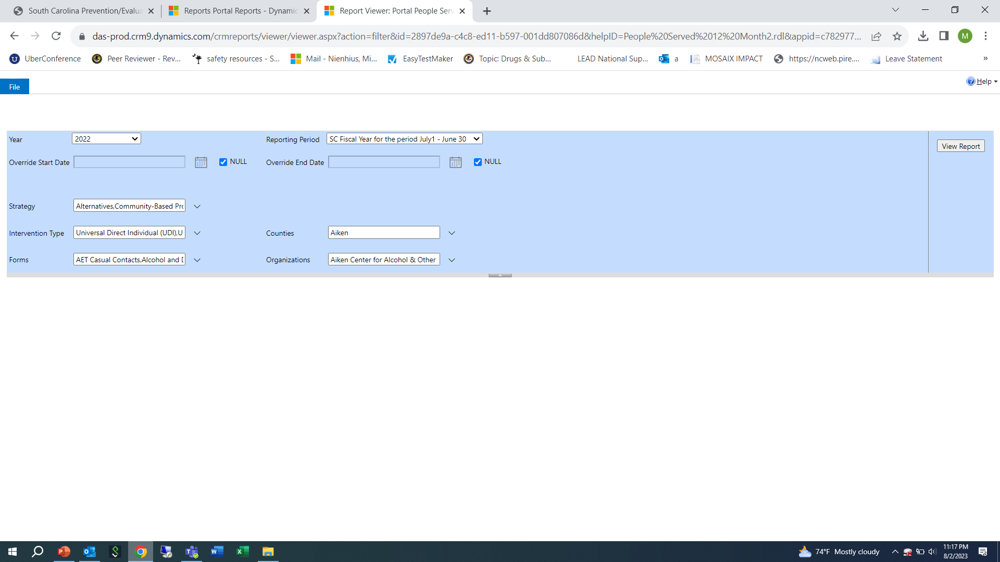 South Carolina Prevention/Evalua
Reports Portal Reports - Dynamic
Report Viewer: Portal People Serv
das-prod.crm9.dynamics.com/crmreports/viewer/viewer.aspx?action=filter&id=2897de9a-c4c8-ed11-b597-001dd807086d&helpID=People%20Served%2012%20Month2.rdl&appid=c782977...
M
UberConference
Peer Reviewer - Rev...
safety resources - S...
Mail - Nienhius, Mi...
EasyTestMaker
Topic: Drugs & Sub...
LEAD National Sup...
a
MOSAIX IMPACT
https://ncweb.pire....
Leave Statement
»
File
Help
Year 2022 Reporting Period SC Fiscal Year for the period July1 - June 30
View Report
Override Start Date NULL Override End Date NULL
Strategy Alternatives,Community-Based Pro
Intervention Type Universal Direct Individual (UDI),U Counties Aiken
Forms AET Casual Contacts,Alcohol and D Organizations Aiken Center for Alcohol & Other
74°F Mostly cloudy
11:17 PM
8/2/2023